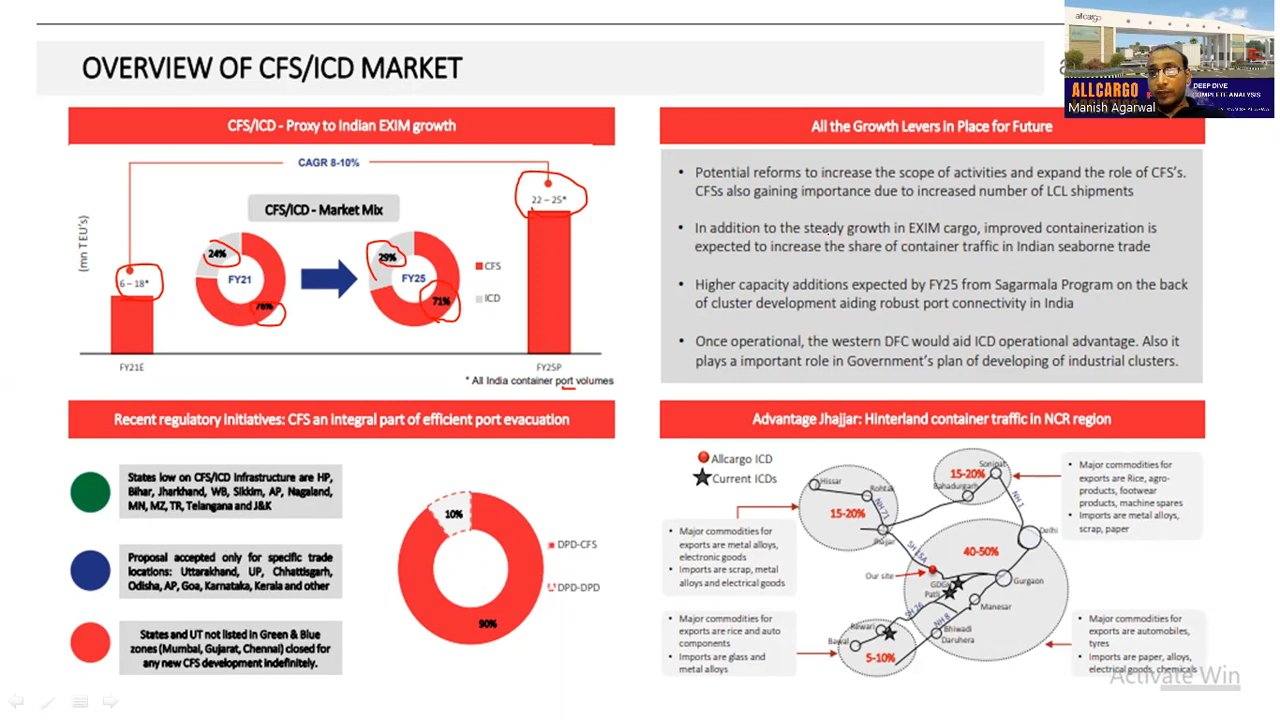 OVERVIEW OF CFS/ICD MARKET
allcargo
ALLCARGO
DEEP DIVE
COMPLETE ANALYSIS
Manish Agarwal
CFS/ICD - Proxy to Indian EXIM growth
CAGR 8-10%
(mn TEU's)
CFS/ICD - Market Mix
6 – 18*
22 – 25*
24%
FY21
76%
29%
FY25
71%
CFS
ICD
FY21E
FY25P
* All India container port volumes
All the Growth Levers in Place for Future
• Potential reforms to increase the scope of activities and expand the role of CFS's.
CFSs also gaining importance due to increased number of LCL shipments
• In addition to the steady growth in EXIM cargo, improved containerization is
expected to increase the share of container traffic in Indian seaborne trade
• Higher capacity additions expected by FY25 from Sagarmala Program on the back
of cluster development aiding robust port connectivity in India
• Once operational, the western DFC would aid ICD operational advantage. Also it
plays a important role in Government's plan of developing of industrial clusters.
Recent regulatory initiatives: CFS an integral part of efficient port evacuation
States low on CFS/ICD Infrastructure are HP,
Bihar, Jharkhand, WB, Sikkim, AP, Nagaland,
MN, MZ, TR, Telangana and J&K
Proposal accepted only for specific trade
locations: Uttarakhand, UP, Chhattisgarh,
Odisha, AP, Goa, Karnataka, Kerala and other
States and UT not listed in Green & Blue
zones (Mumbai, Gujarat, Chennai) closed for
any new CFS development indefinitely.
10%
90%
DPD-CFS
DPD-DPD
Advantage Jhajjar: Hinterland container traffic in NCR region
Allcargo ICD
Current ICDs
Hissar
Rohtak
NH 71
15-20%
Jhajjar
Sonipat
15-20%
Bahadurgarh
NH 1
Delhi
SH 15A
40-50%
Our site
Patli
Gurgaon
Manesar
SH 26
NH 8
Rewari
Bawal
Bhiwadi
Daruhera
5-10%
• Major commodities for
exports are metal alloys,
electronic goods
• Imports are scrap, metal
alloys and electrical goods
• Major commodities for
exports are rice and auto
components
• Imports are glass and
metal alloys
• Major commodities for
exports are Rice, agro-
products, footwear
products, machine spares
• Imports are metal alloys,
scrap, paper
• Major commodities for
exports are automobiles,
tyres
• Imports are paper, alloys,
electrical goods, chemicals
Activate Win